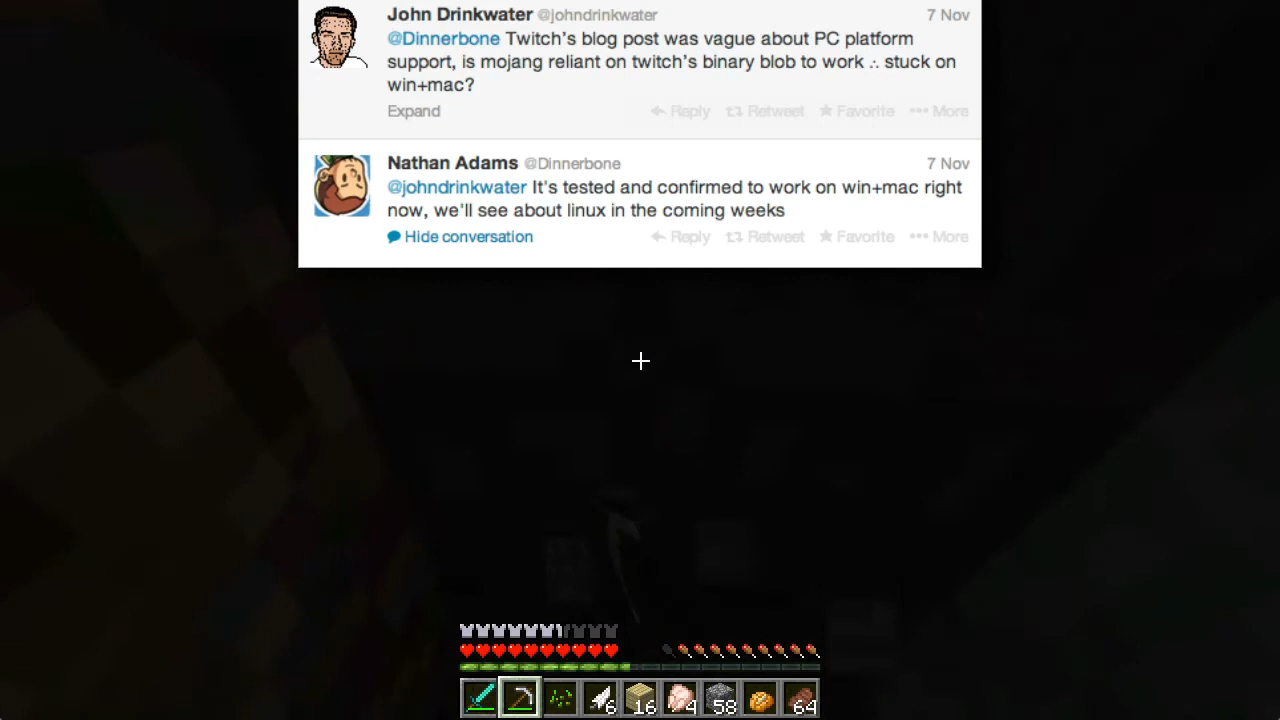 John Drinkwater @johndrinkwater 7 Nov
@Dinnerbone Twitch's blog post was vague about PC platform
support, is mojang reliant on twitch's binary blob to work ∴ stuck on
win+mac?
Expand Reply Retweet Favorite More
Nathan Adams @Dinnerbone 7 Nov
@johndrinkwater It's tested and confirmed to work on win+mac right
now, we'll see about linux in the coming weeks
Hide conversation Reply Retweet Favorite More
6 16 4 58 64